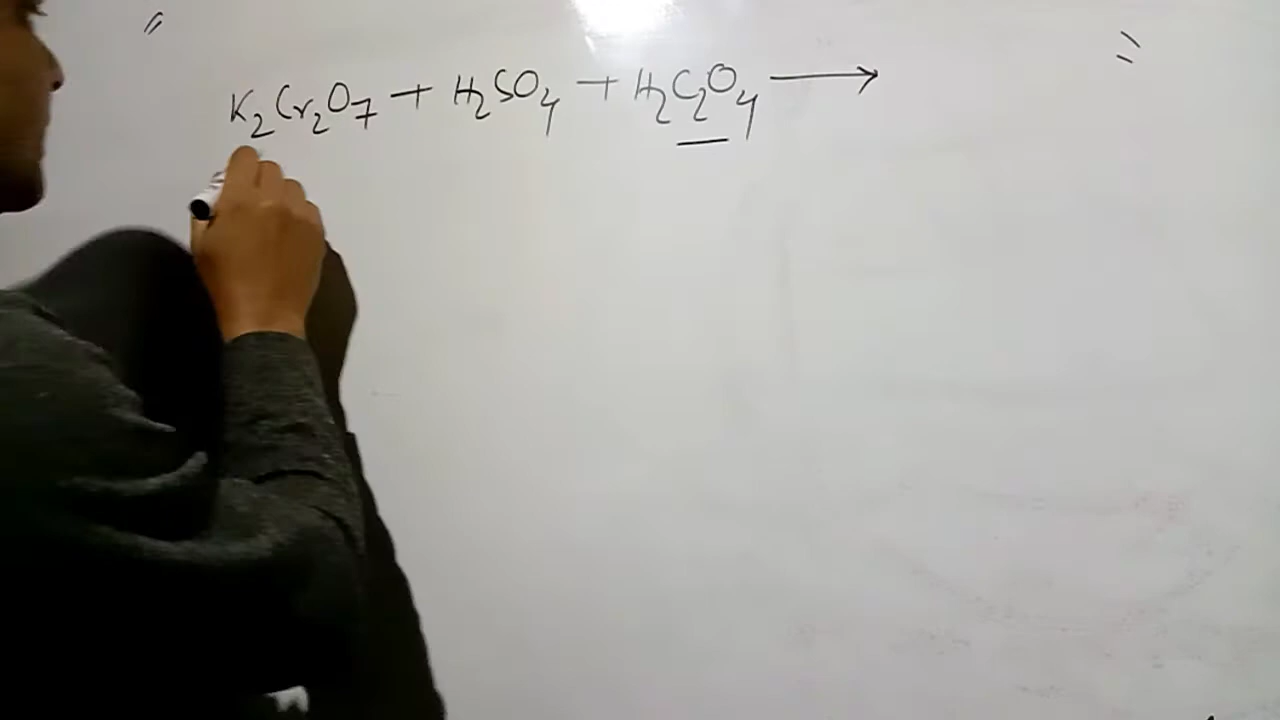 K₂Cr₂O₇ + H₂SO₄ + H₂C₂O₄ ⟶